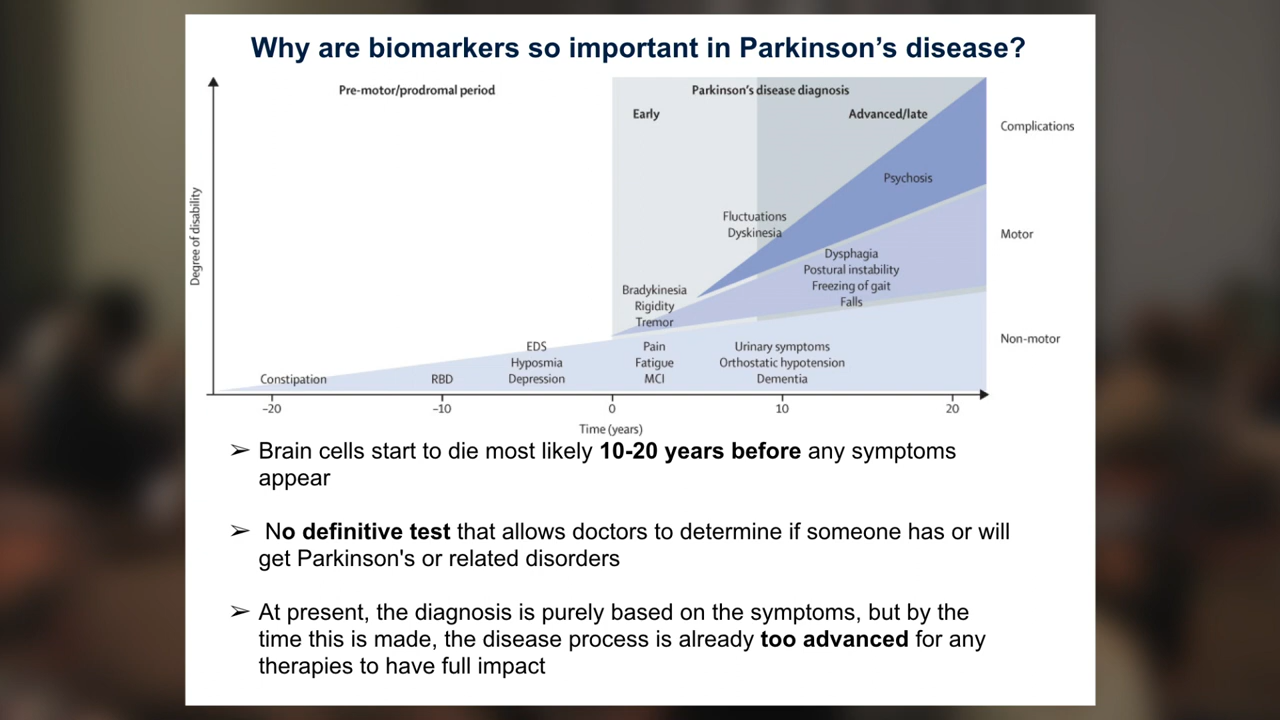 Why are biomarkers so important in Parkinson’s disease?
Pre-motor/prodromal period
Parkinson’s disease diagnosis
Early
Advanced/late
Complications
Psychosis
Degree of disability
Fluctuations
Dyskinesia
Motor
Dysphagia
Postural instability
Freezing of gait
Falls
Bradykinesia
Rigidity
Tremor
Non-motor
EDS
Hyposmia
Depression
Pain
Fatigue
MCI
Urinary symptoms
Orthostatic hypotension
Dementia
Constipation
RBD
–20
–10
0
10
20
Time (years)
➢ Brain cells start to die most likely 10-20 years before any symptoms
appear
➢ No definitive test that allows doctors to determine if someone has or will
get Parkinson's or related disorders
➢ At present, the diagnosis is purely based on the symptoms, but by the
time this is made, the disease process is already too advanced for any
therapies to have full impact